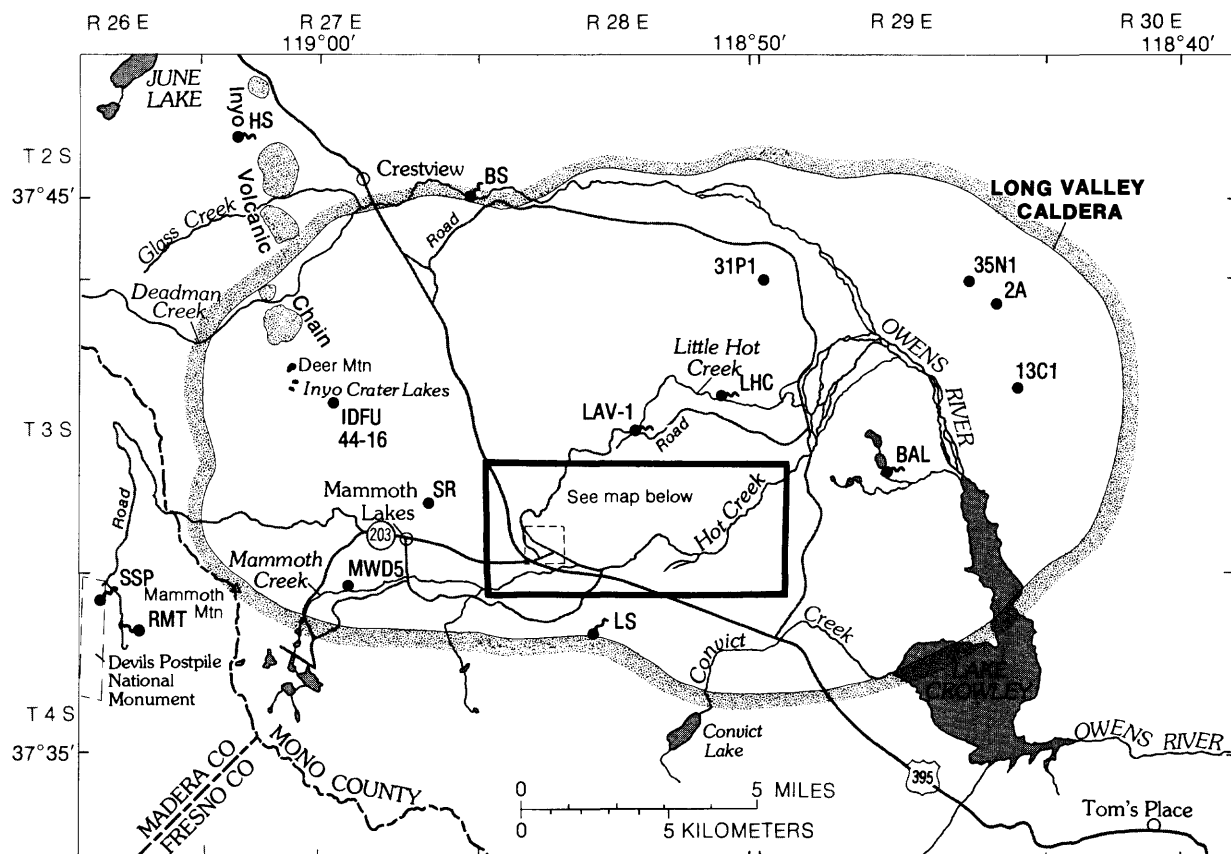 R 26 E
R 27 E
R 28 E
R 29 E
R 30 E
119°00'
118°50'
118°40'
JUNE
LAKE
Inyo
HS
T 2 S
37°45'
Crestview
BS
LONG VALLEY
CALDERA
Glass Creek
Volcanic
Road
31P1
35N1
2A
Deadman
Creek
Chain
OWENS
RIVER
Little Hot
Creek
Deer Mtn
Inyo Crater Lakes
LHC
13C1
IDFU
44-16
LAV-1
Road
T 3 S
BAL
See map below
Hot Creek
Mammoth
Lakes
SR
Road
203
Mammoth
Creek
MWD5
SSP
Mammoth
Mtn
RMT
LS
Convict
Creek
Devils Postpile
National
Monument
LAKE
CROWLEY
T 4 S
37°35'
Convict
Lake
OWENS RIVER
MADERA CO
FRESNO CO
MONO COUNTY
395
0 5 MILES
0 5 KILOMETERS
Tom's Place